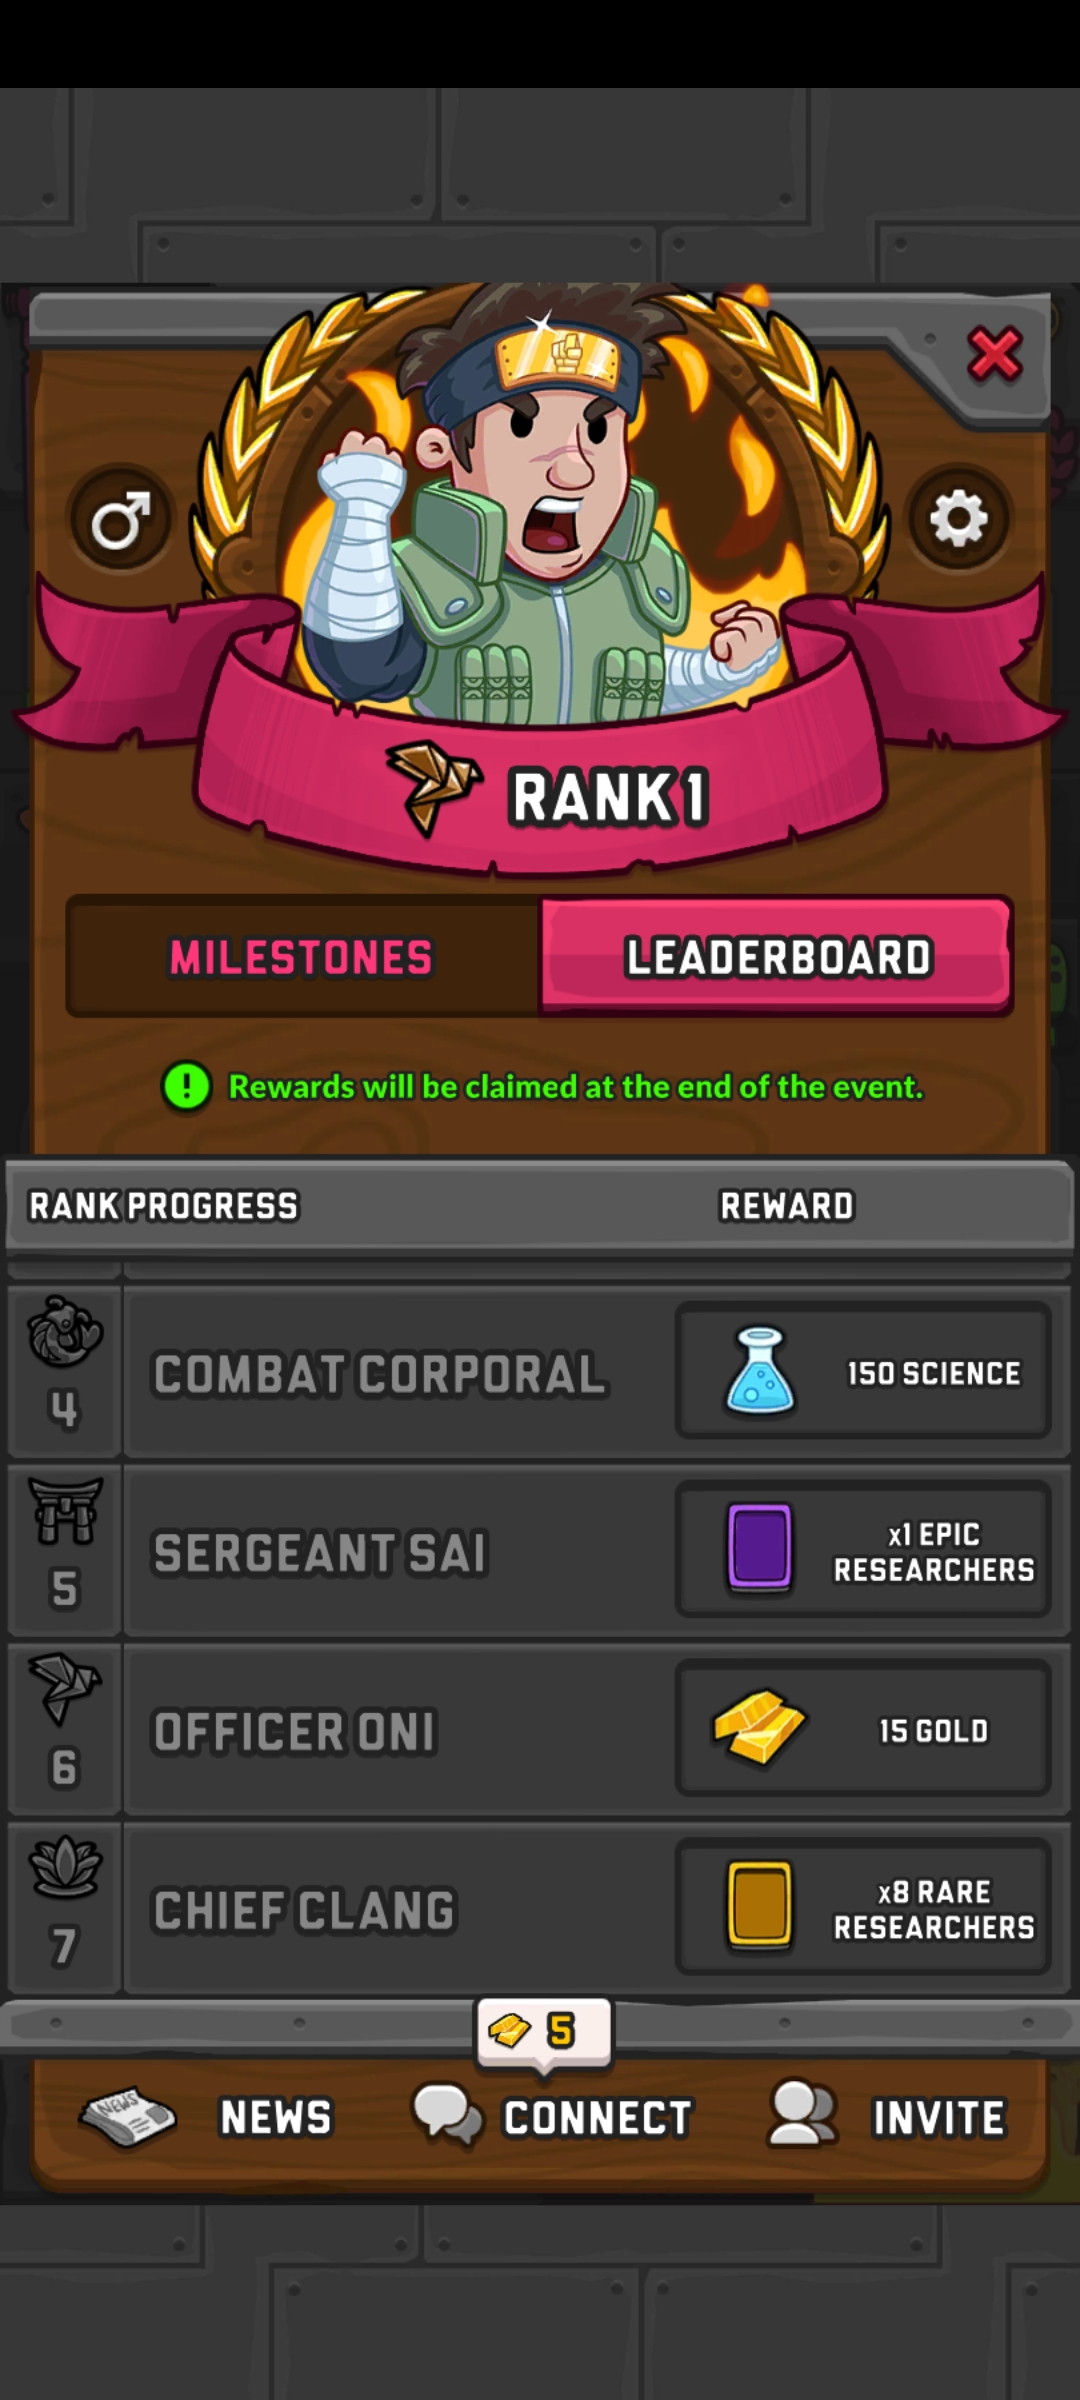 RANK 1
MILESTONES
LEADERBOARD
! Rewards will be claimed at the end of the event.
RANK PROGRESS
REWARD
4
COMBAT CORPORAL
150 SCIENCE
5
SERGEANT SAI
x1 EPIC
RESEARCHERS
6
OFFICER ONI
15 GOLD
7
CHIEF CLANG
x8 RARE
RESEARCHERS
5
NEWS
NEWS
CONNECT
INVITE